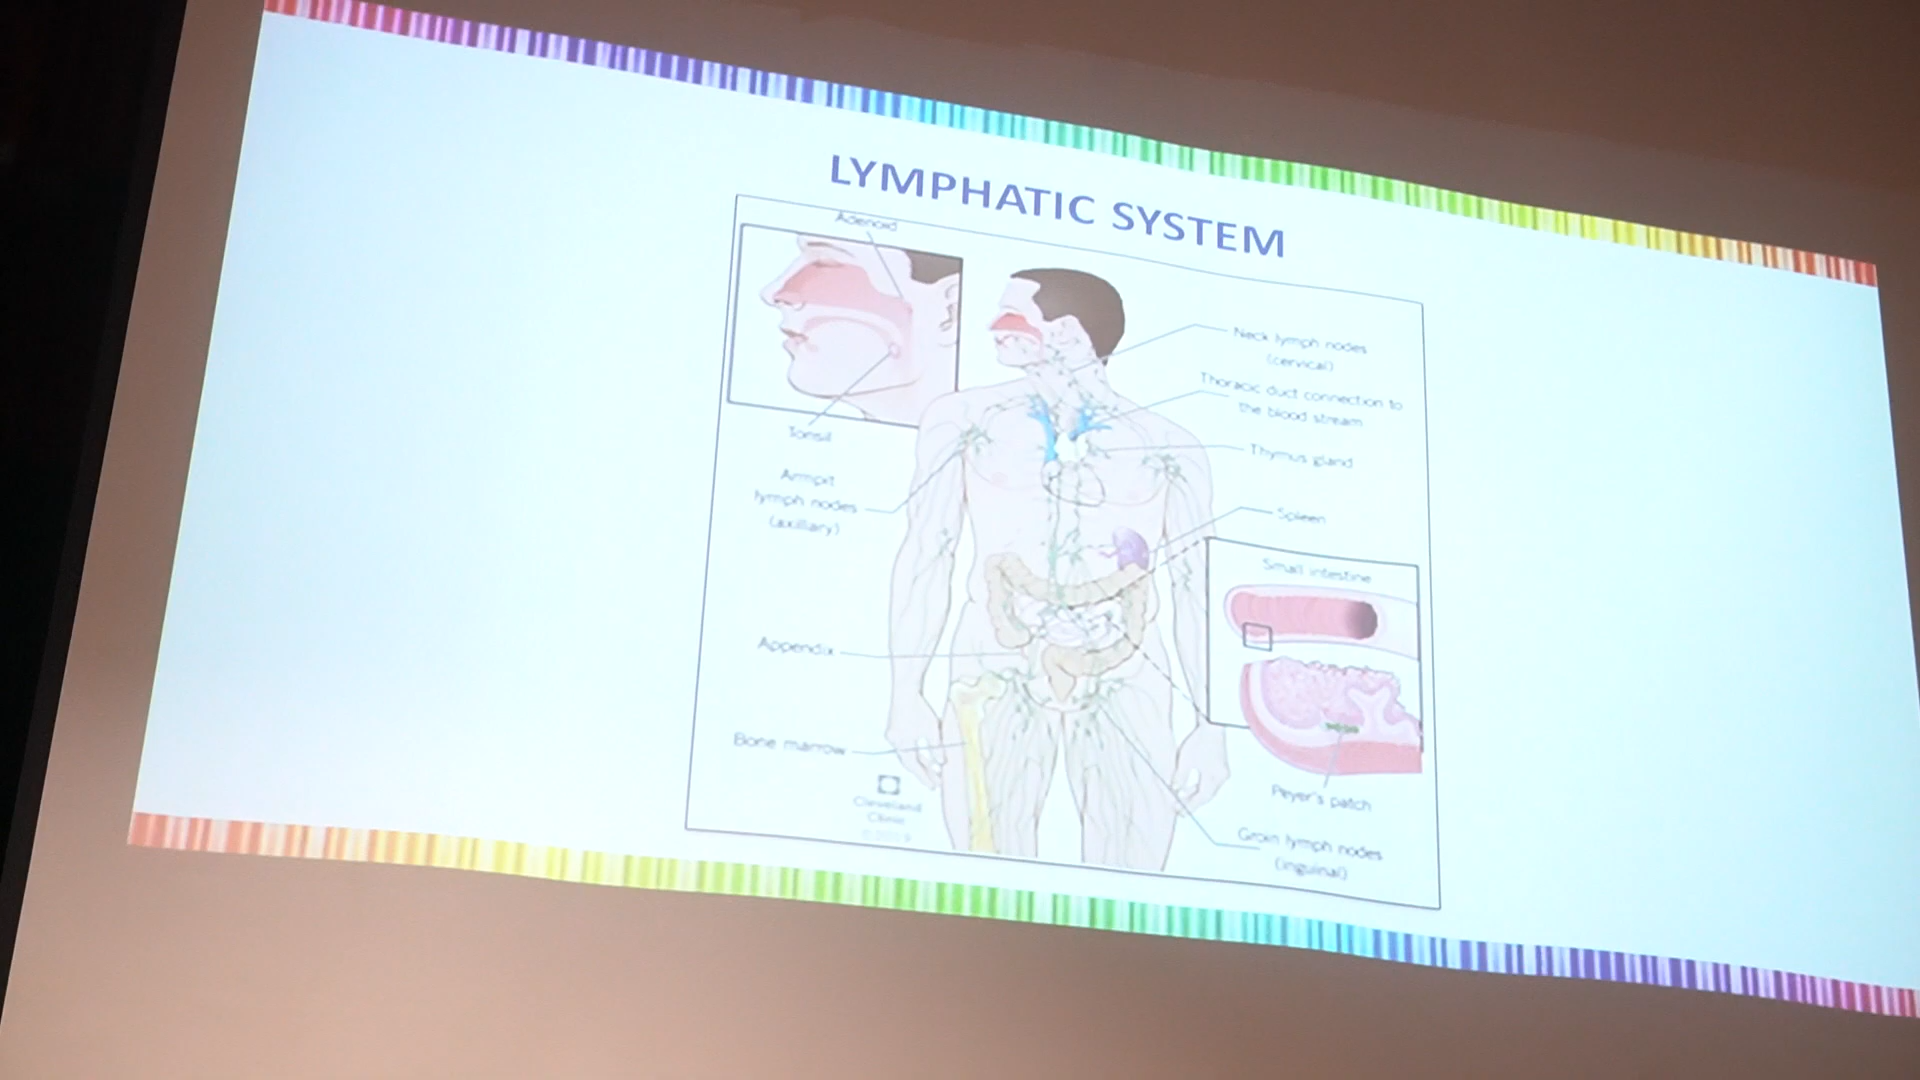 LYMPHATIC SYSTEM
Adenoid
Tonsil
Armpit
lymph nodes
(axillary)
Appendix
Bone marrow
Cleveland
Clinic
Neck lymph nodes
(cervical)
Thoracic duct connection to
the blood stream
Thymus gland
Spleen
Small intestine
Peyer's patch
Groin lymph nodes
(inguinal)